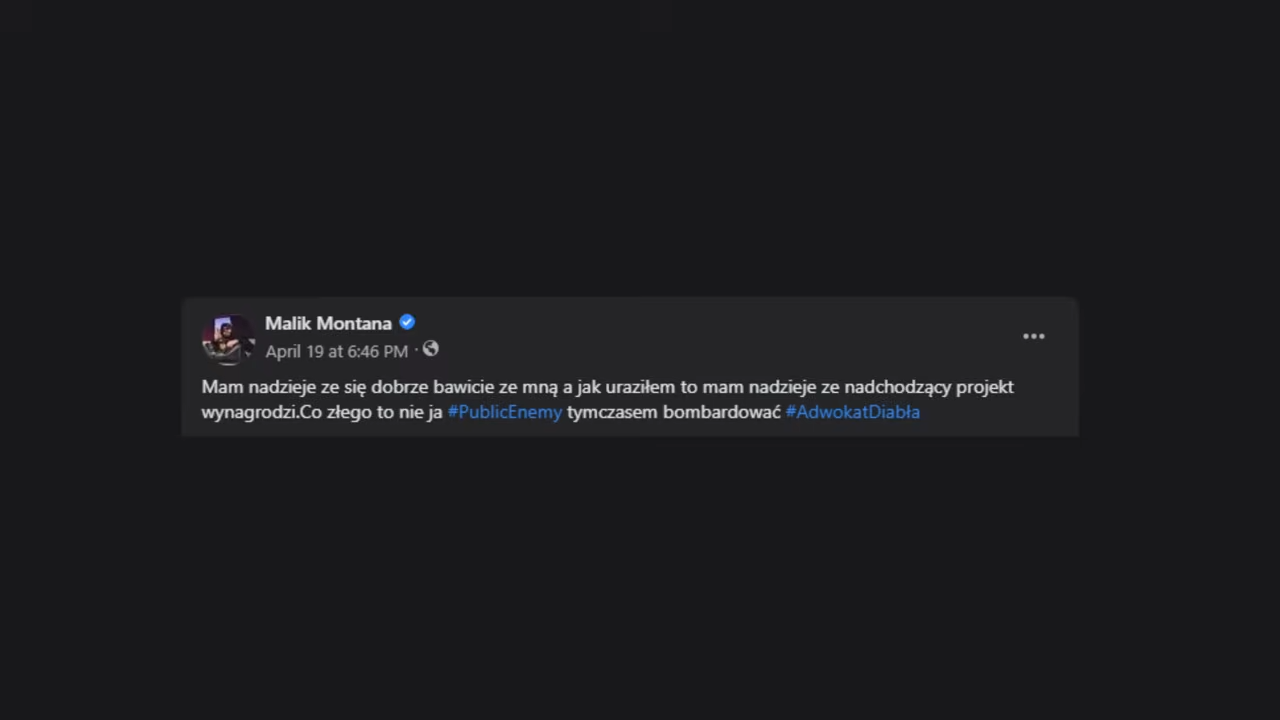 Malik Montana
April 19 at 6:46 PM ·
Mam nadzieje ze się dobrze bawicie ze mną a jak uraziłem to mam nadzieje ze nadchodzący projekt
wynagrodzi.Co złego to nie ja #PublicEnemy tymczasem bombardować #AdwokatDiabła